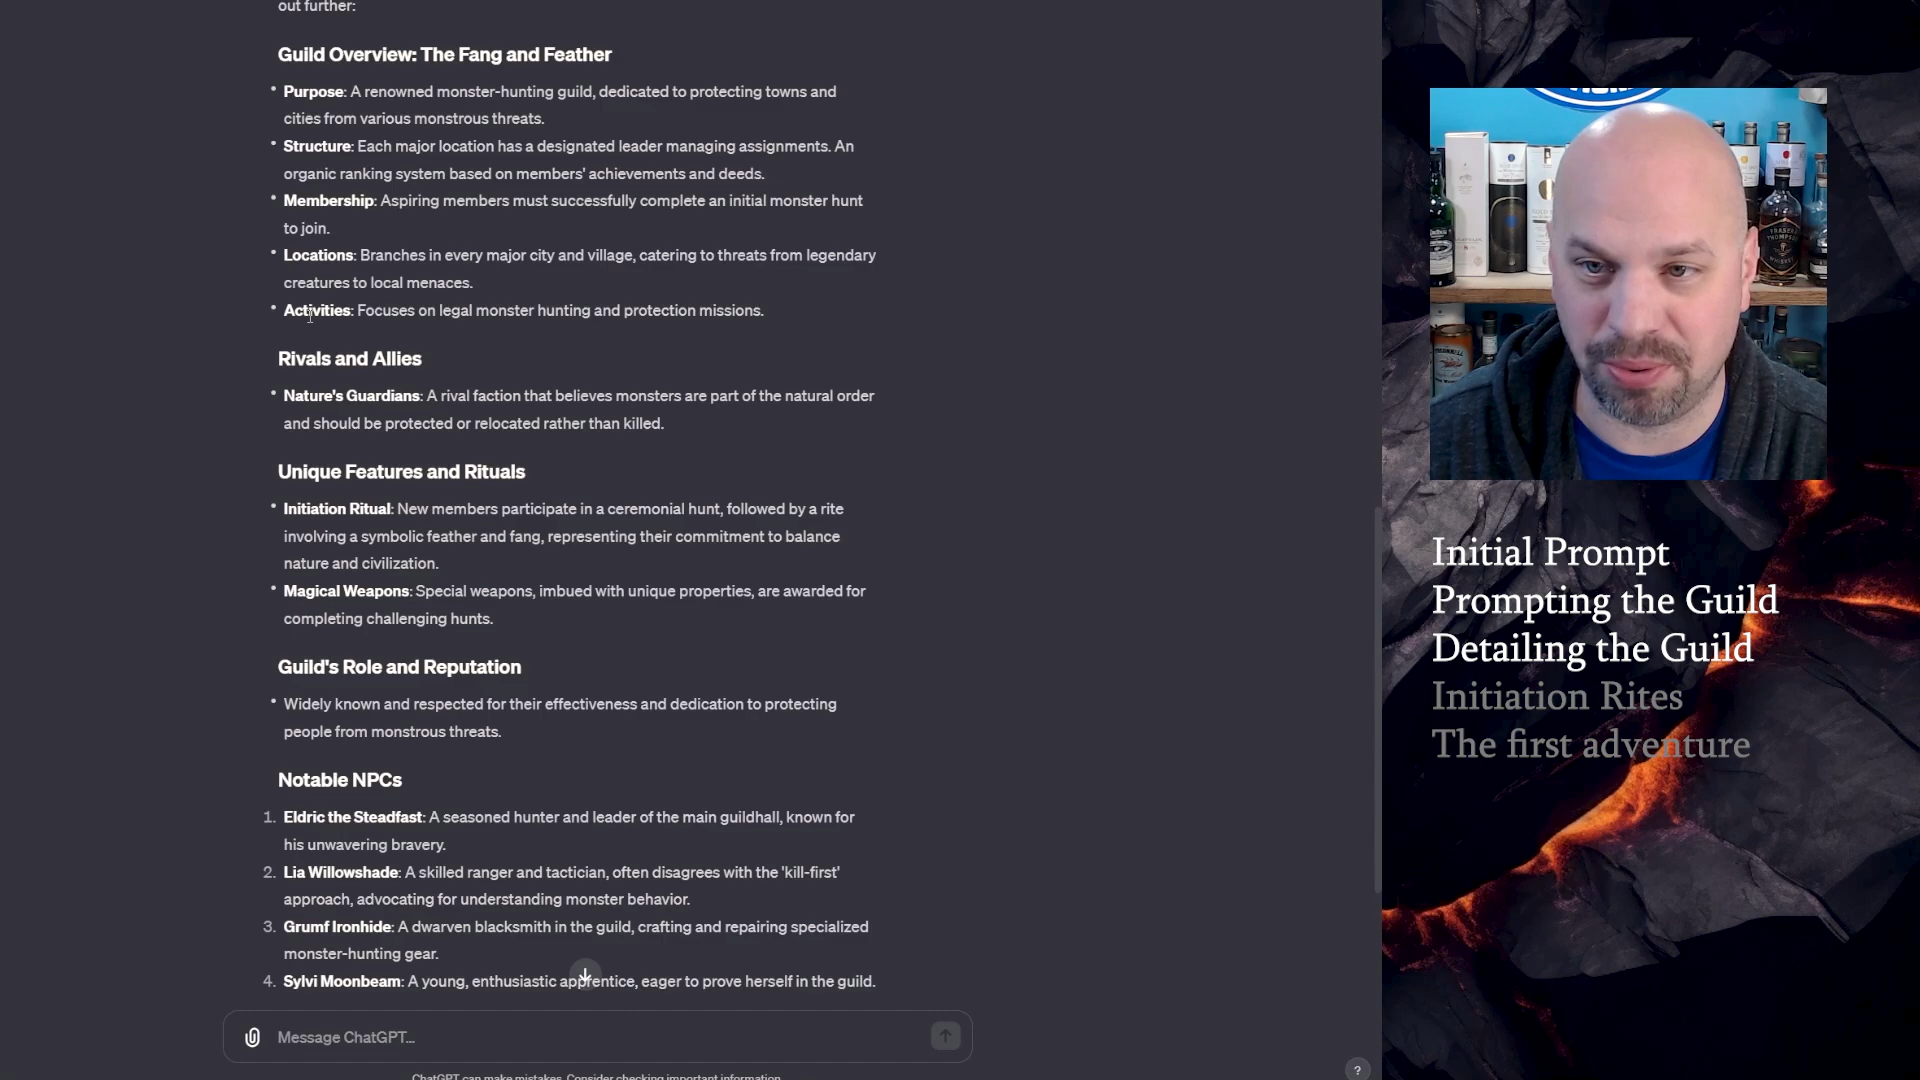 out further:
Guild Overview: The Fang and Feather
• Purpose: A renowned monster-hunting guild, dedicated to protecting towns and
cities from various monstrous threats.
• Structure: Each major location has a designated leader managing assignments. An
organic ranking system based on members' achievements and deeds.
• Membership: Aspiring members must successfully complete an initial monster hunt
to join.
• Locations: Branches in every major city and village, catering to threats from legendary
creatures to local menaces.
• Activities: Focuses on legal monster hunting and protection missions.
Rivals and Allies
• Nature's Guardians: A rival faction that believes monsters are part of the natural order
and should be protected or relocated rather than killed.
Unique Features and Rituals
• Initiation Ritual: New members participate in a ceremonial hunt, followed by a rite
involving a symbolic feather and fang, representing their commitment to balance
nature and civilization.
• Magical Weapons: Special weapons, imbued with unique properties, are awarded for
completing challenging hunts.
Guild's Role and Reputation
• Widely known and respected for their effectiveness and dedication to protecting
people from monstrous threats.
Notable NPCs
1. Eldric the Steadfast: A seasoned hunter and leader of the main guildhall, known for
his unwavering bravery.
2. Lia Willowshade: A skilled ranger and tactician, often disagrees with the 'kill-first'
approach, advocating for understanding monster behavior.
3. Grumf Ironhide: A dwarven blacksmith in the guild, crafting and repairing specialized
monster-hunting gear.
4. Sylvi Moonbeam: A young, enthusiastic apprentice, eager to prove herself in the guild.
Message ChatGPT...
ChatGPT can make mistakes. Consider checking important information.
?
FRASER
THOMPSON
WHISKEY
Initial Prompt
Prompting the Guild
Detailing the Guild
Initiation Rites
The first adventure